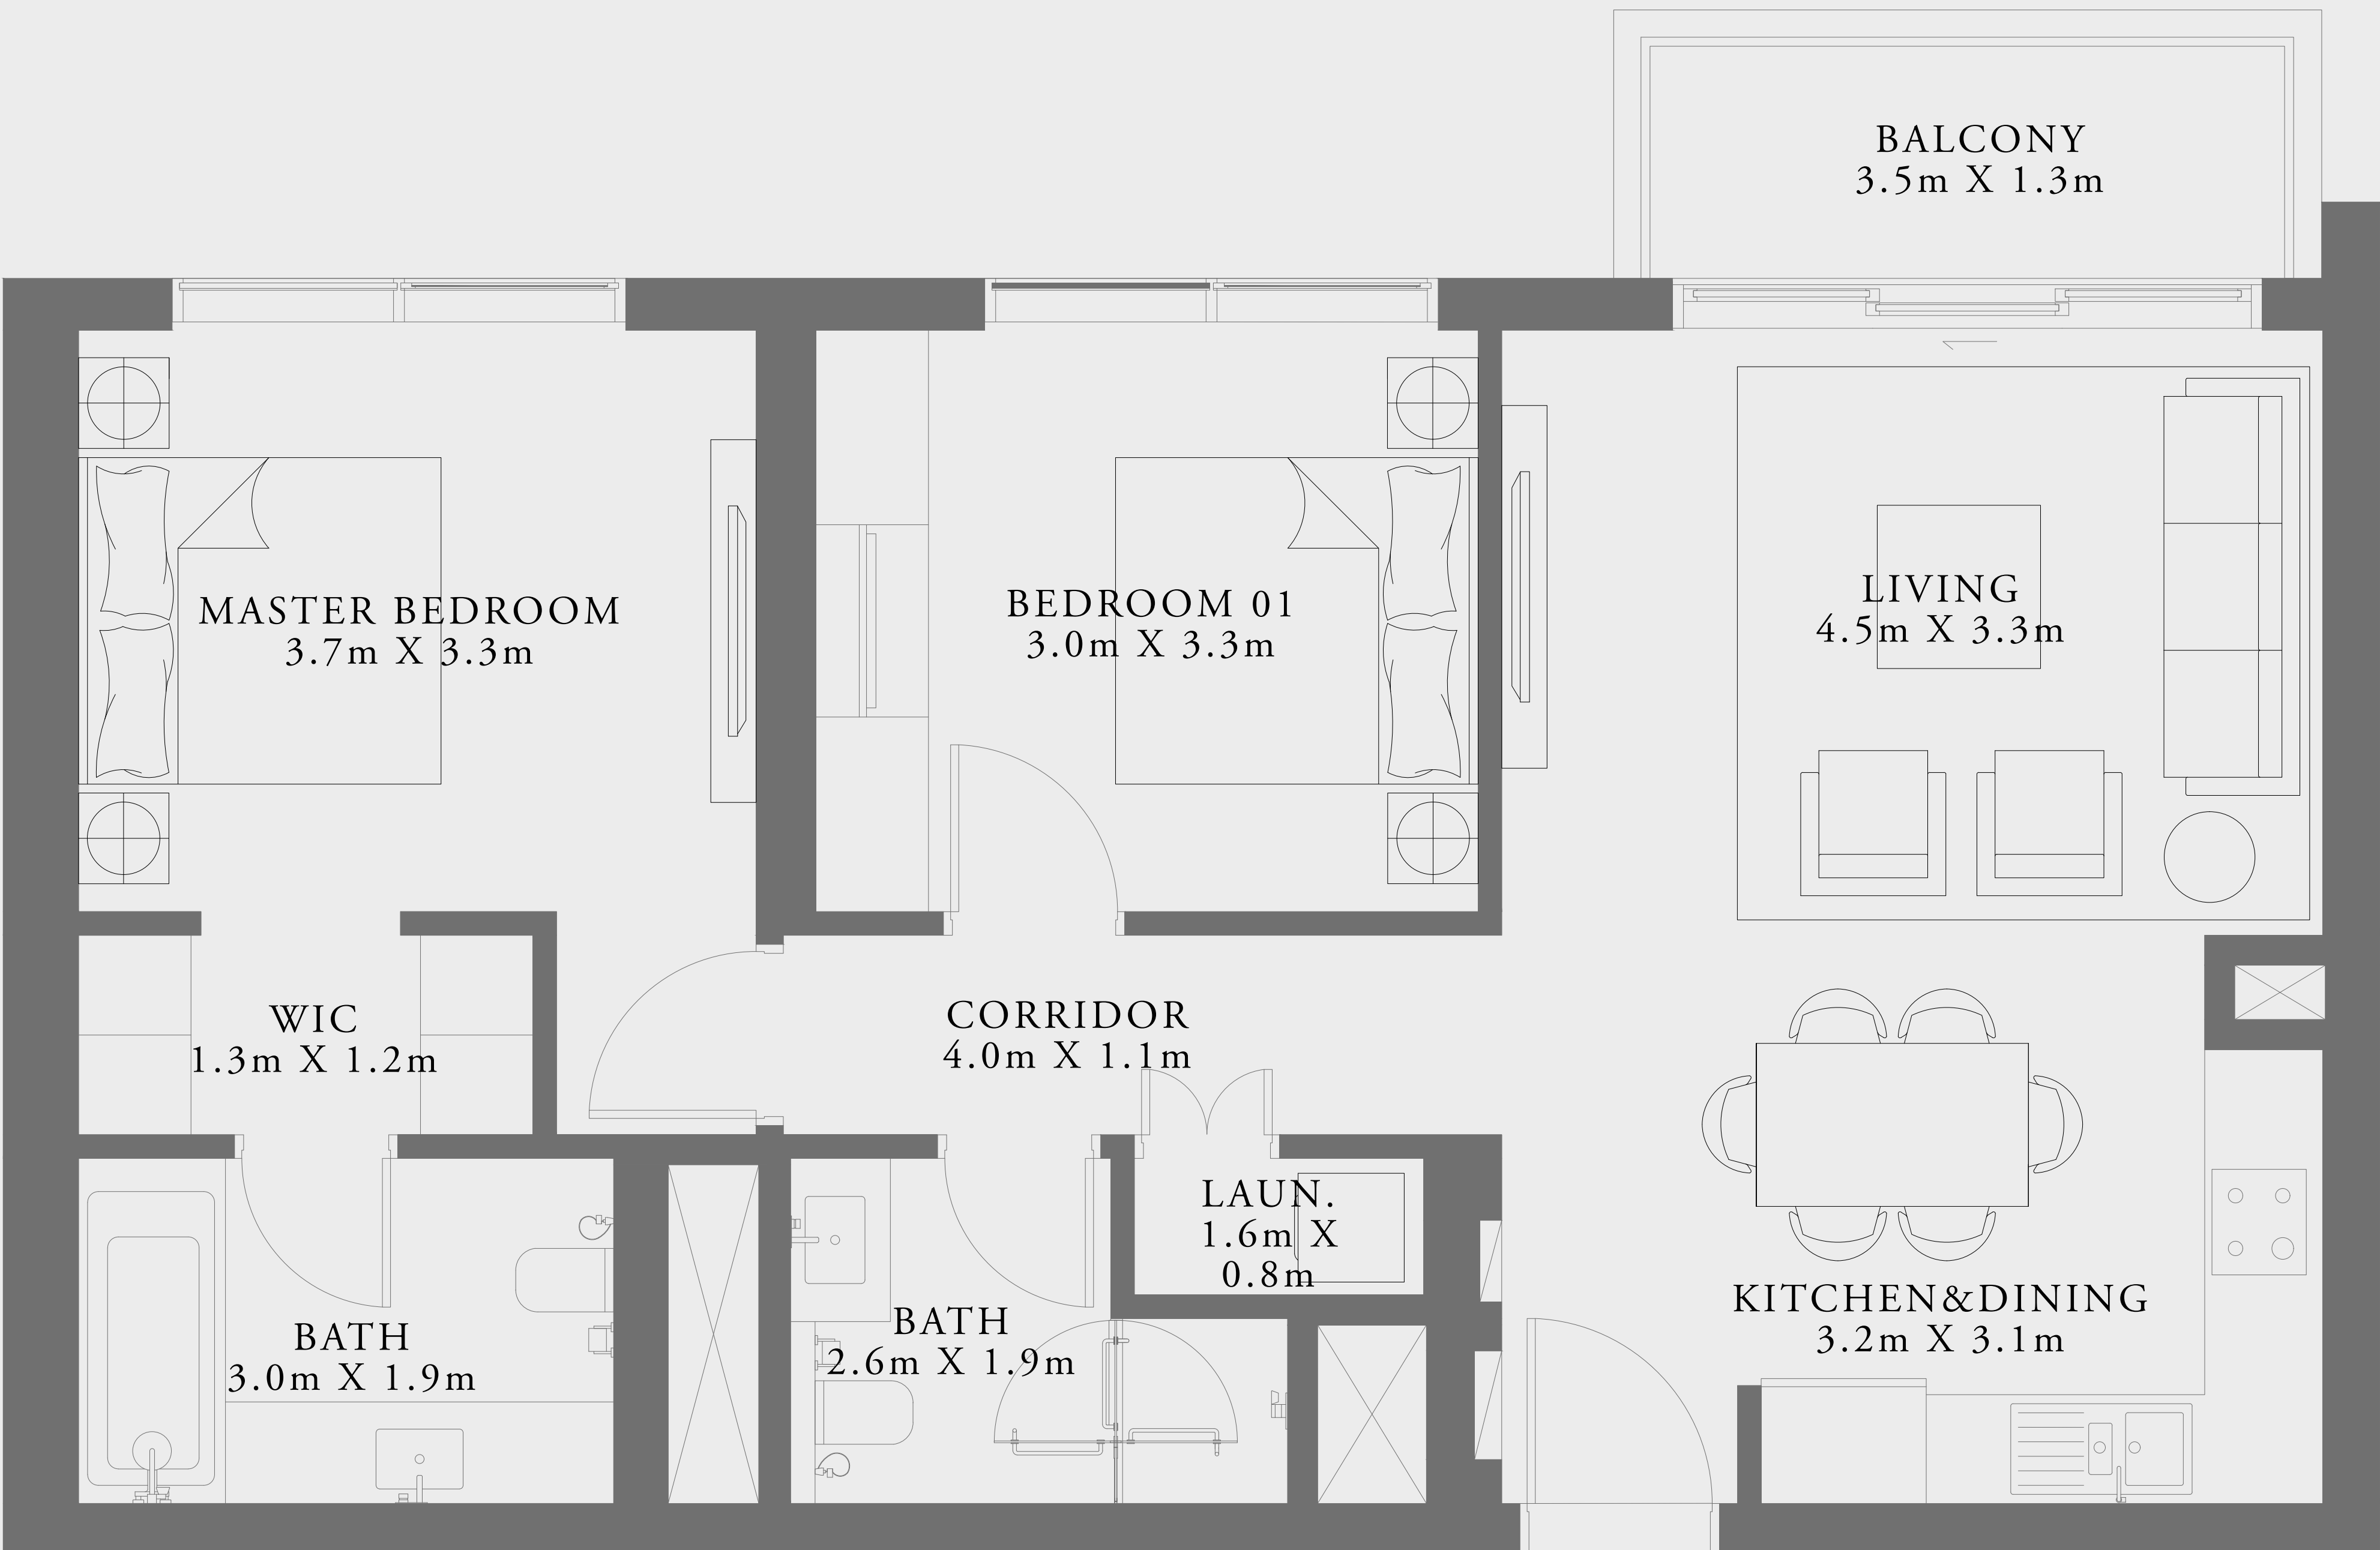 BALCONY
3.5m X 1.3m
MASTER BEDROOM
3.7m X 3.3m
BEDROOM 01
3.0m X 3.3m
LIVING
4.5m X 3.3m
WIC
1.3m X 1.2m
CORRIDOR
4.0m X 1.1m
LAUN.
1.6m X
0.8m
BATH
3.0m X 1.9m
BATH
2.6m X 1.9m
KITCHEN&DINING
3.2m X 3.1m